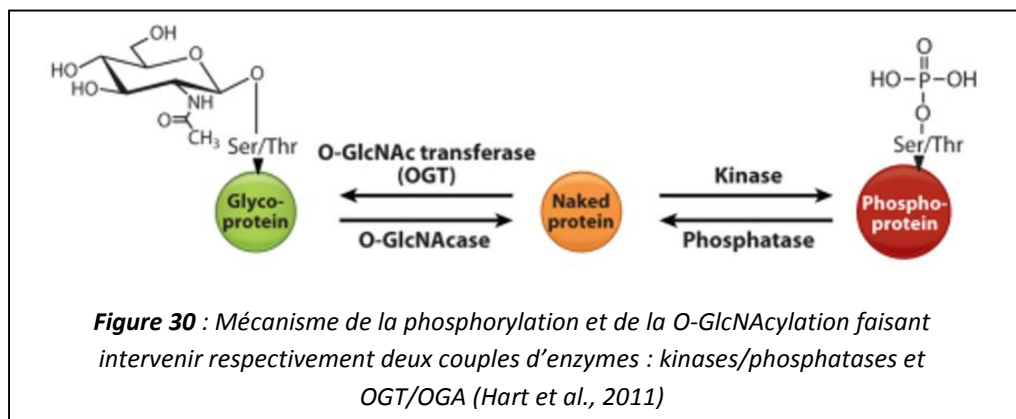 OH
HO
O
O
HO
NH
O
CH3
Ser/Thr
Glyco-
protein
O-GlcNAc transferase
(OGT)
O-GlcNAcase
Naked
protein
Kinase
Phosphatase
O
HO-P-OH
O
Ser/Thr
Phospho-
protein
Figure 30 : Mécanisme de la phosphorylation et de la O-GlcNAcylation faisant
intervenir respectivement deux couples d’enzymes : kinases/phosphatases et
OGT/OGA (Hart et al., 2011)